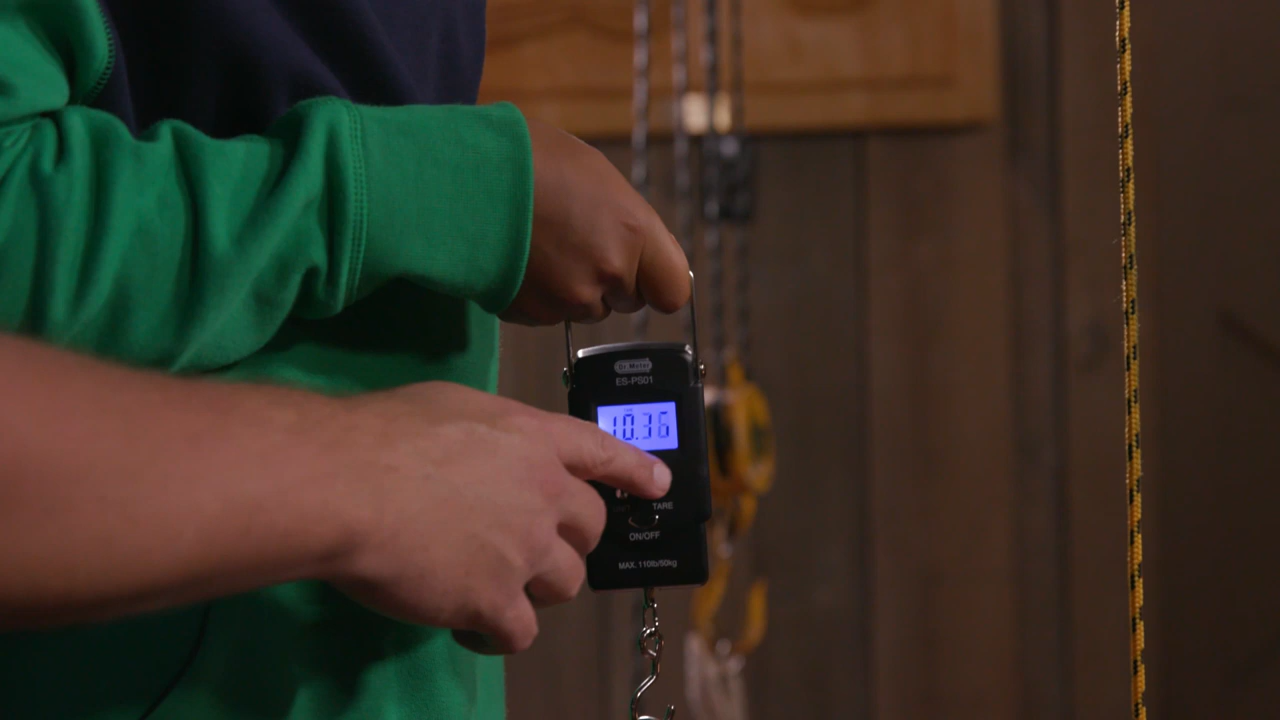 Dr.Meter
ES-PS01
10.36
TARE
ON/OFF
MAX. 110lb/50kg